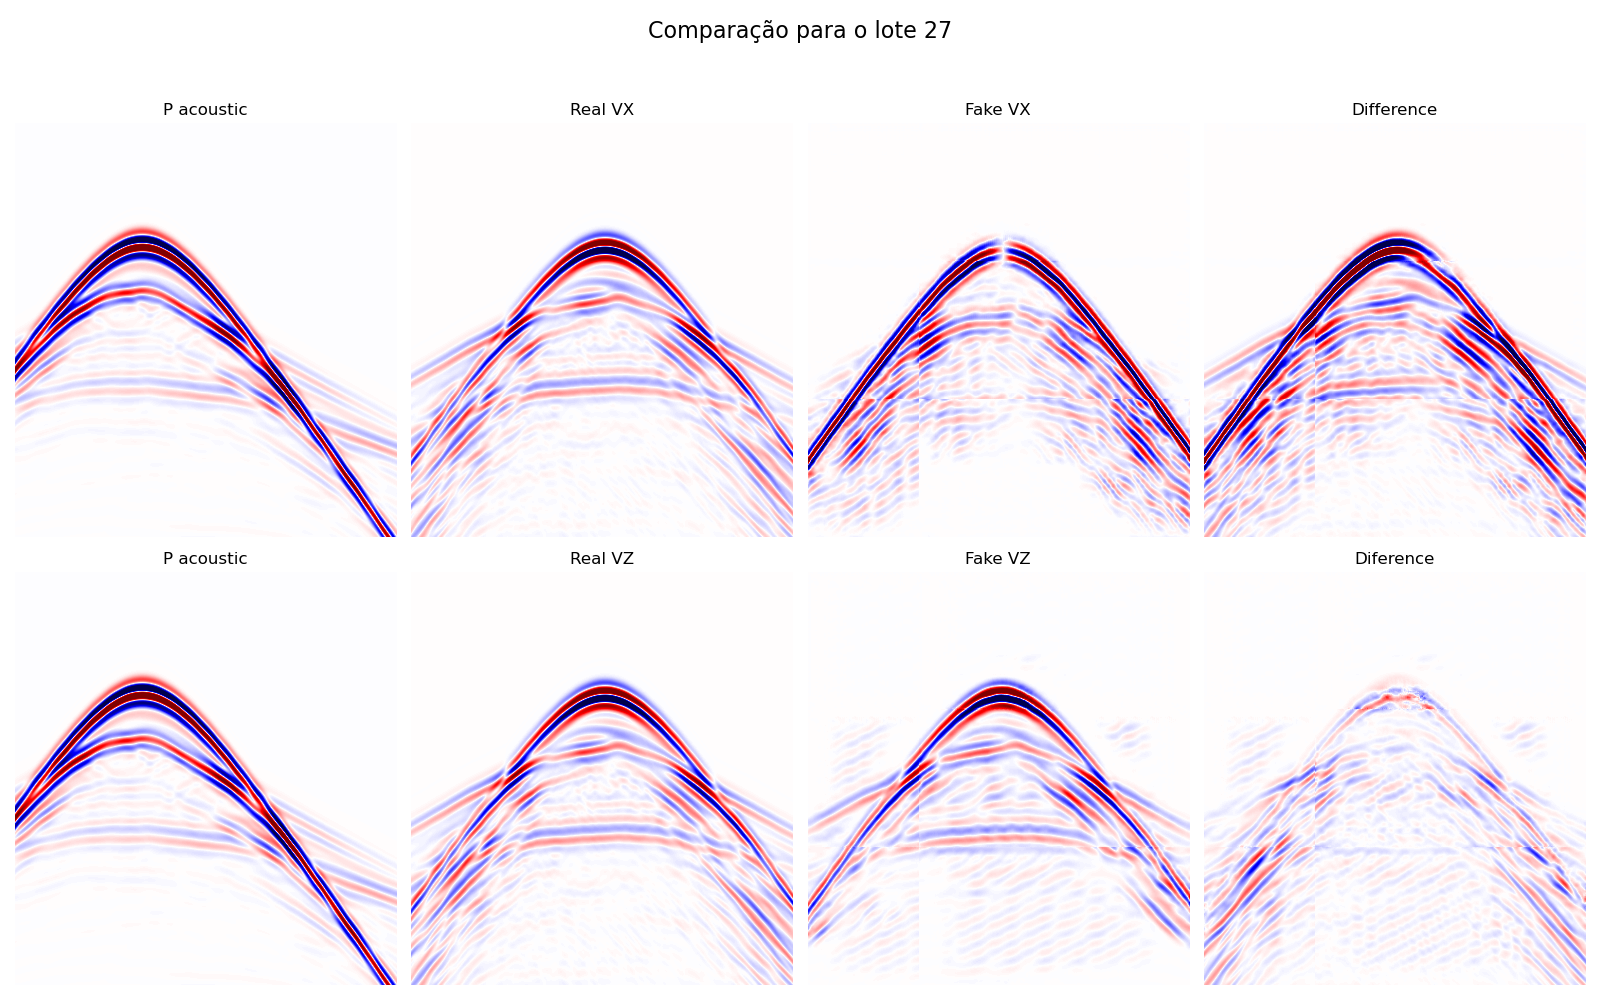 Comparação para o lote 27
P acoustic
Real VX
Fake VX
Difference
P acoustic
Real VZ
Fake VZ
Diference